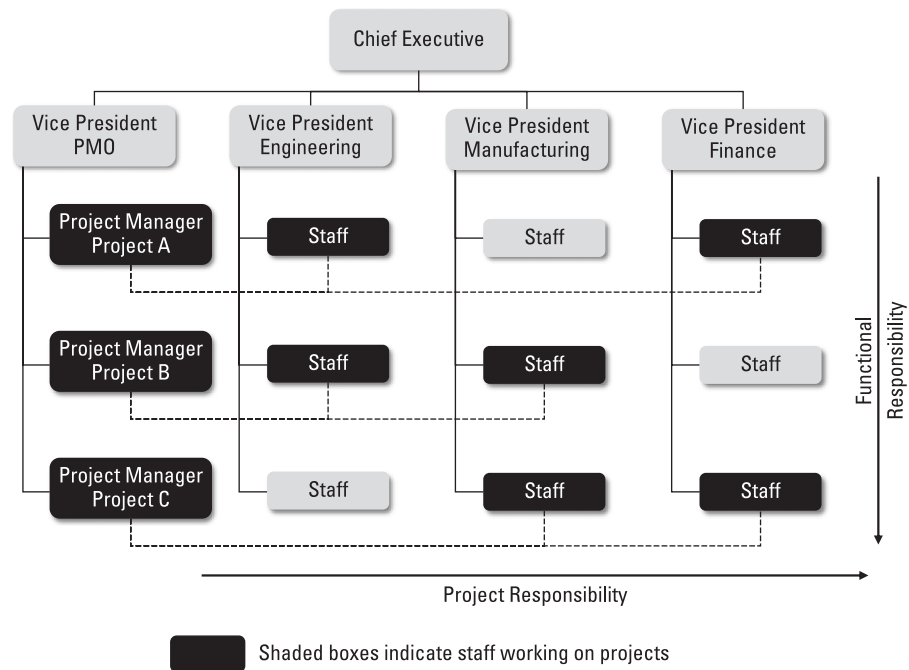 Chief Executive
Vice President
PMO
Vice President
Engineering
Vice President
Manufacturing
Vice President
Finance
Project Manager
Project A
Staff
Staff
Staff
Project Manager
Project B
Staff
Staff
Staff
Project Manager
Project C
Staff
Staff
Staff
Functional
Responsibility
Project Responsibility
Shaded boxes indicate staff working on projects